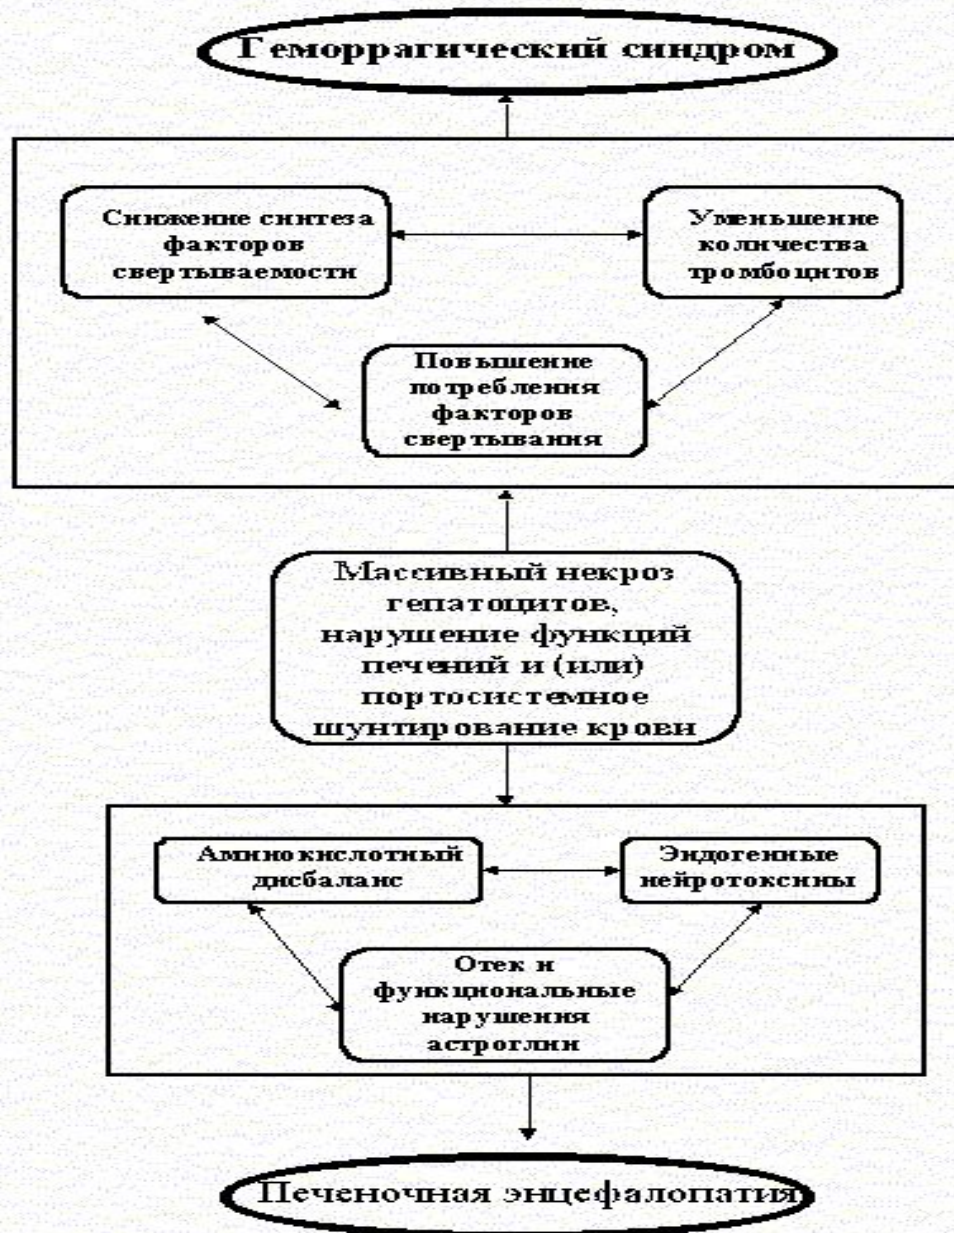 Геморрагический синдром
Снижение синтеза
факторов
свертываемости
Уменьшение
количества
тромбоцитов
Повышение
потребления
факторов
свертывания
Массивный некроз
гепатоцитов,
нарушение функций
печений и (или)
портосистемное
шунтирование крови
Аминокислотный
дисбаланс
Эндогенные
нейротоксины
Отек и
функциональные
нарушения
астроглии
Печеночная энцефалопатия